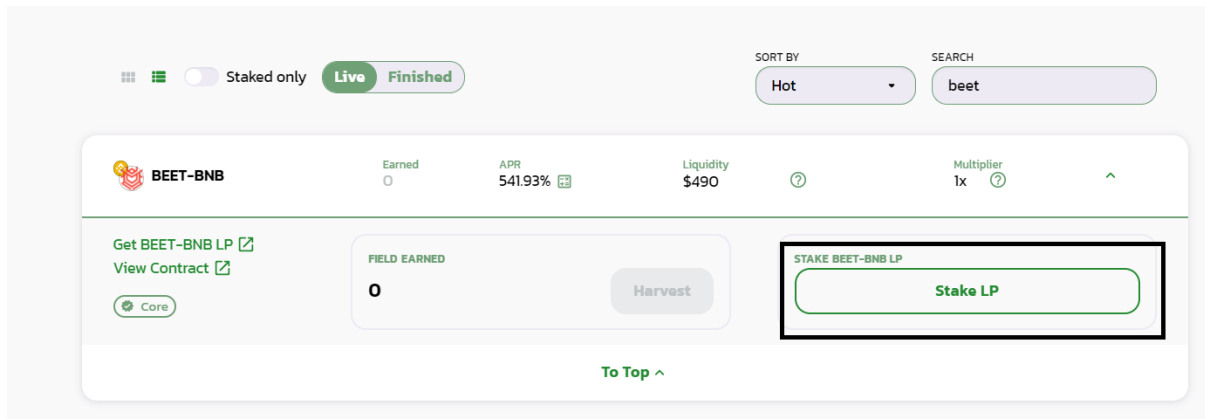 SORT BY
SEARCH
Staked only
Live
Finished
Hot
beet
BEET-BNB
Earned
0
APR
541.93%
Liquidity
$490
Multiplier
1x
Get BEET-BNB LP
View Contract
Core
FIELD EARNED
0
Harvest
STAKE BEET-BNB LP
Stake LP
To Top